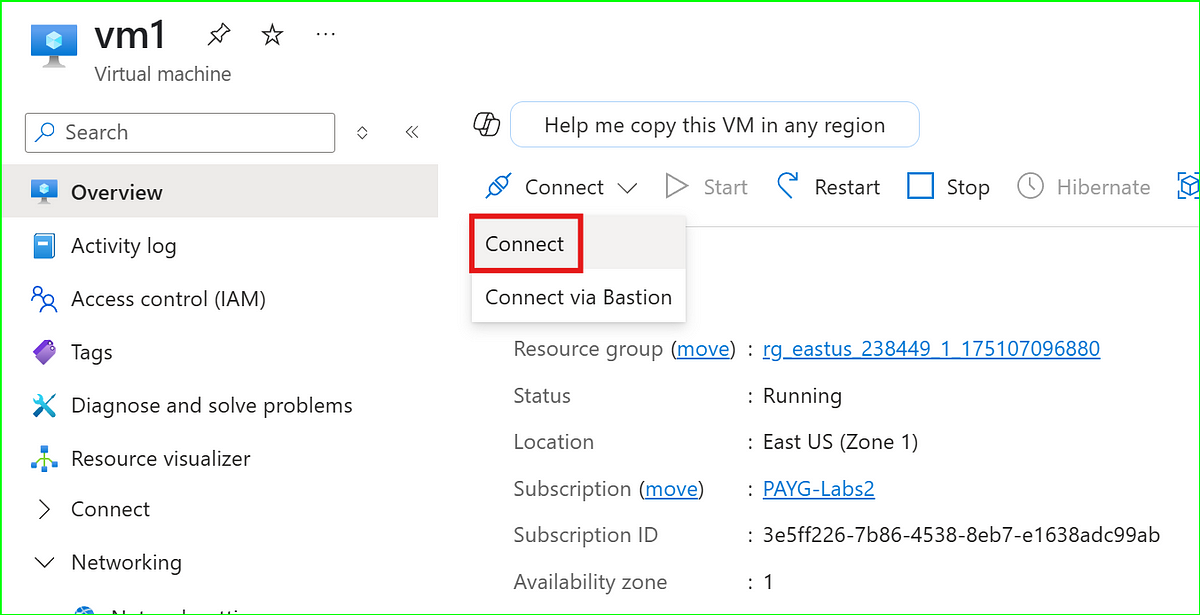 vm1
Virtual machine
Search
Overview
Activity log
Access control (IAM)
Tags
Diagnose and solve problems
Resource visualizer
Connect
Networking
Help me copy this VM in any region
Connect Start Restart Stop Hibernate
Connect
Connect via Bastion
Resource group (move) : rg_eastus_238449_1_175107096880
Status : Running
Location : East US (Zone 1)
Subscription (move) : PAYG-Labs2
Subscription ID : 3e5ff226-7b86-4538-8eb7-e1638adc99ab
Availability zone : 1